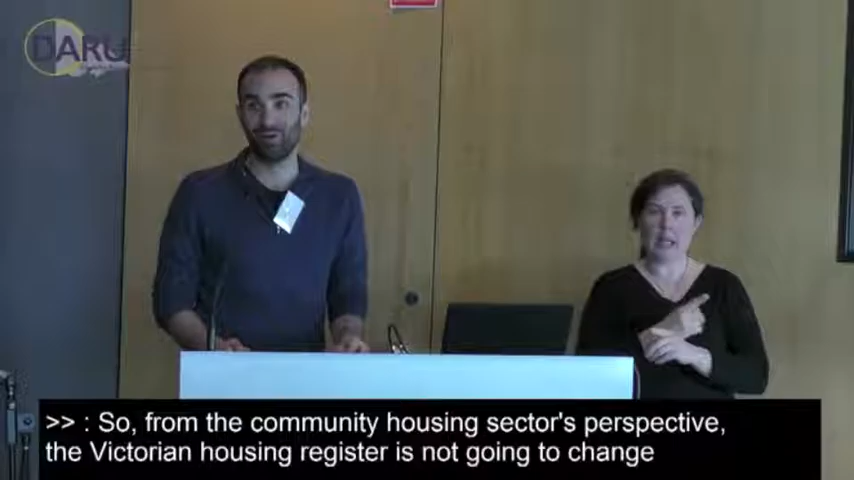 DARU
>> : So, from the community housing sector's perspective,
the Victorian housing register is not going to change